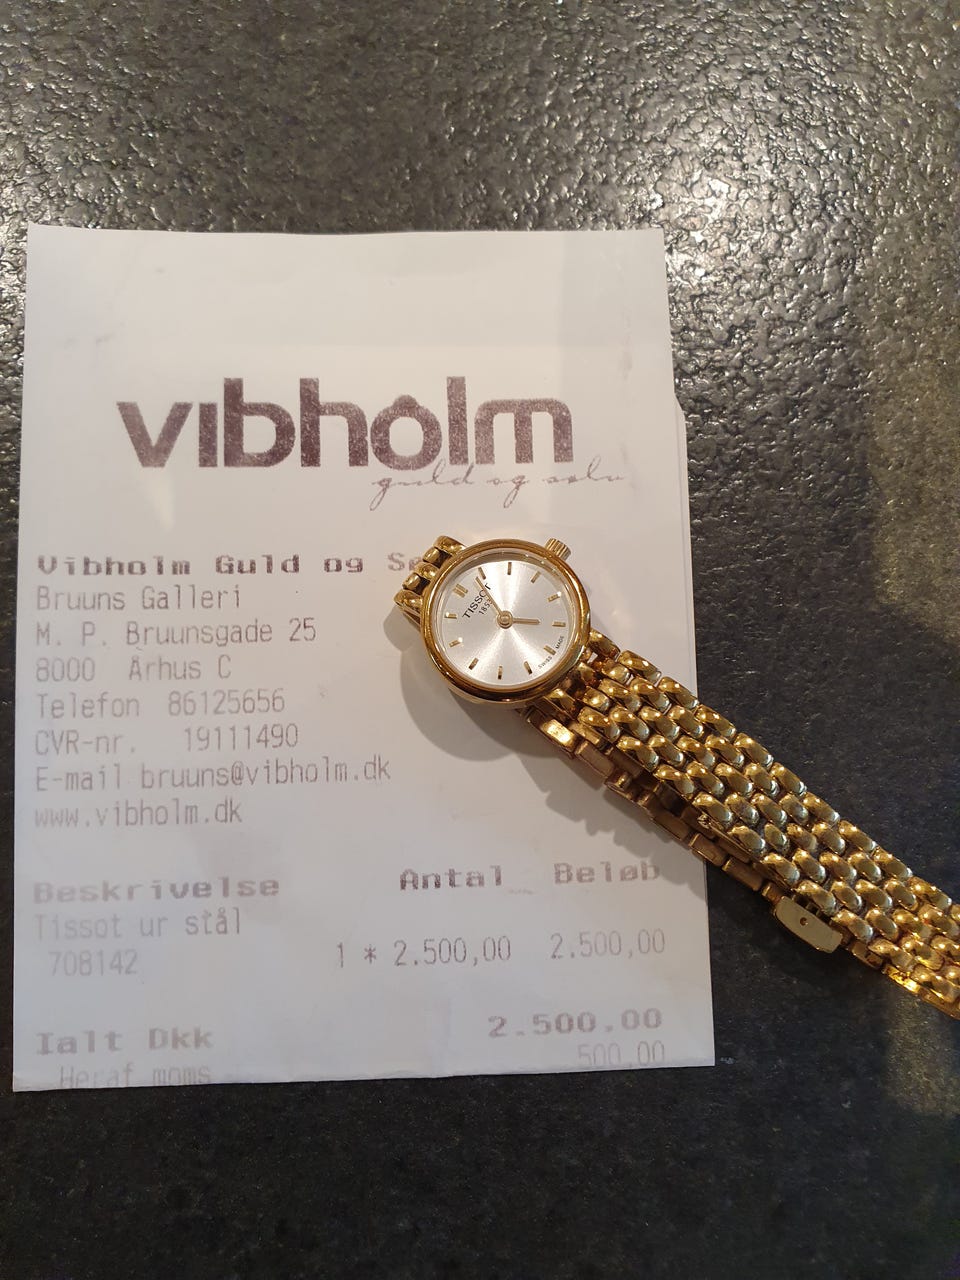 vibholm
guld og sølv
Vibholm Guld og
Bruuns Galleri
M. P. Bruunsgade 25
8000 Århus C
Telefon 86125656
CVR-nr. 19111490
E-mail bruuns@vibholm.dk
www.vibholm.dk
Beskrivelse Antal Beløb
Tissot ur stål
708142 1 * 2.500,00 2.500,00
Ialt Dkk 2.500.00
Heraf moms 500,00
TISSOT
1853
SWISS MADE